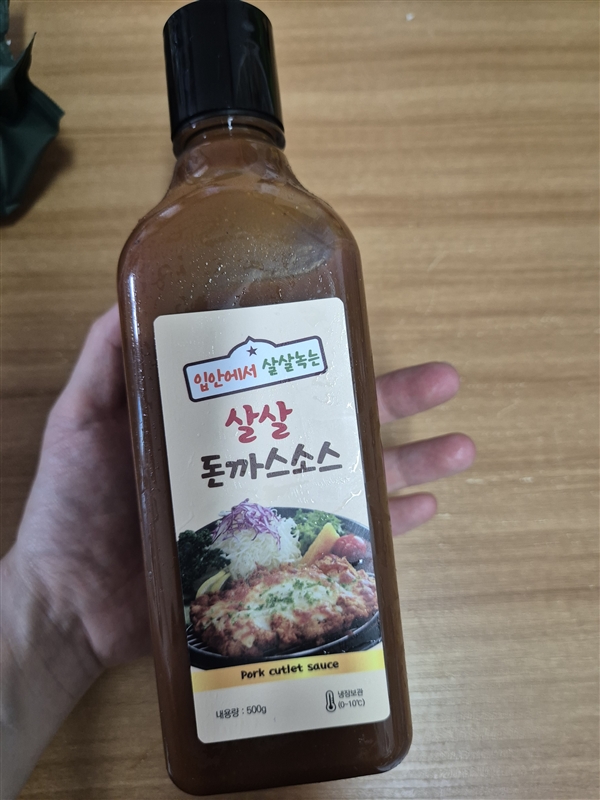 입안에서 살살녹는
살살
돈까스소스
Pork cutlet sauce
내용량 : 500g
냉장보관
(0~10℃)